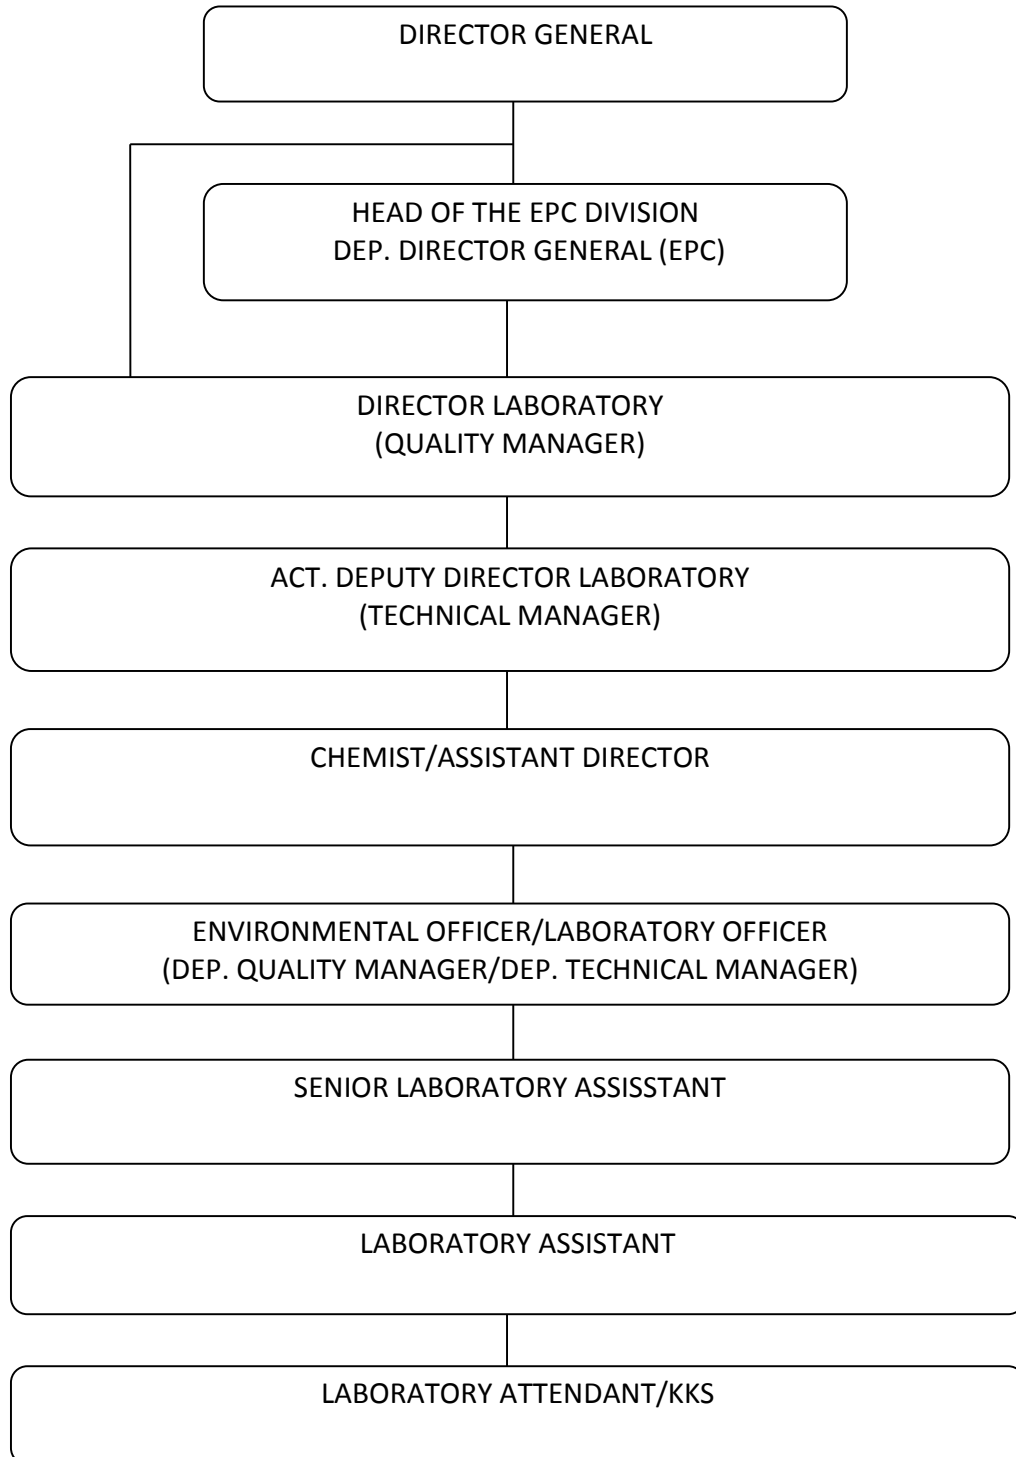 DIRECTOR GENERAL
HEAD OF THE EPC DIVISION
DEP. DIRECTOR GENERAL (EPC)
DIRECTOR LABORATORY
(QUALITY MANAGER)
ACT. DEPUTY DIRECTOR LABORATORY
(TECHNICAL MANAGER)
CHEMIST/ASSISTANT DIRECTOR
ENVIRONMENTAL OFFICER/LABORATORY OFFICER
(DEP. QUALITY MANAGER/DEP. TECHNICAL MANAGER)
SENIOR LABORATORY ASSISSTANT
LABORATORY ASSISTANT
LABORATORY ATTENDANT/KKS